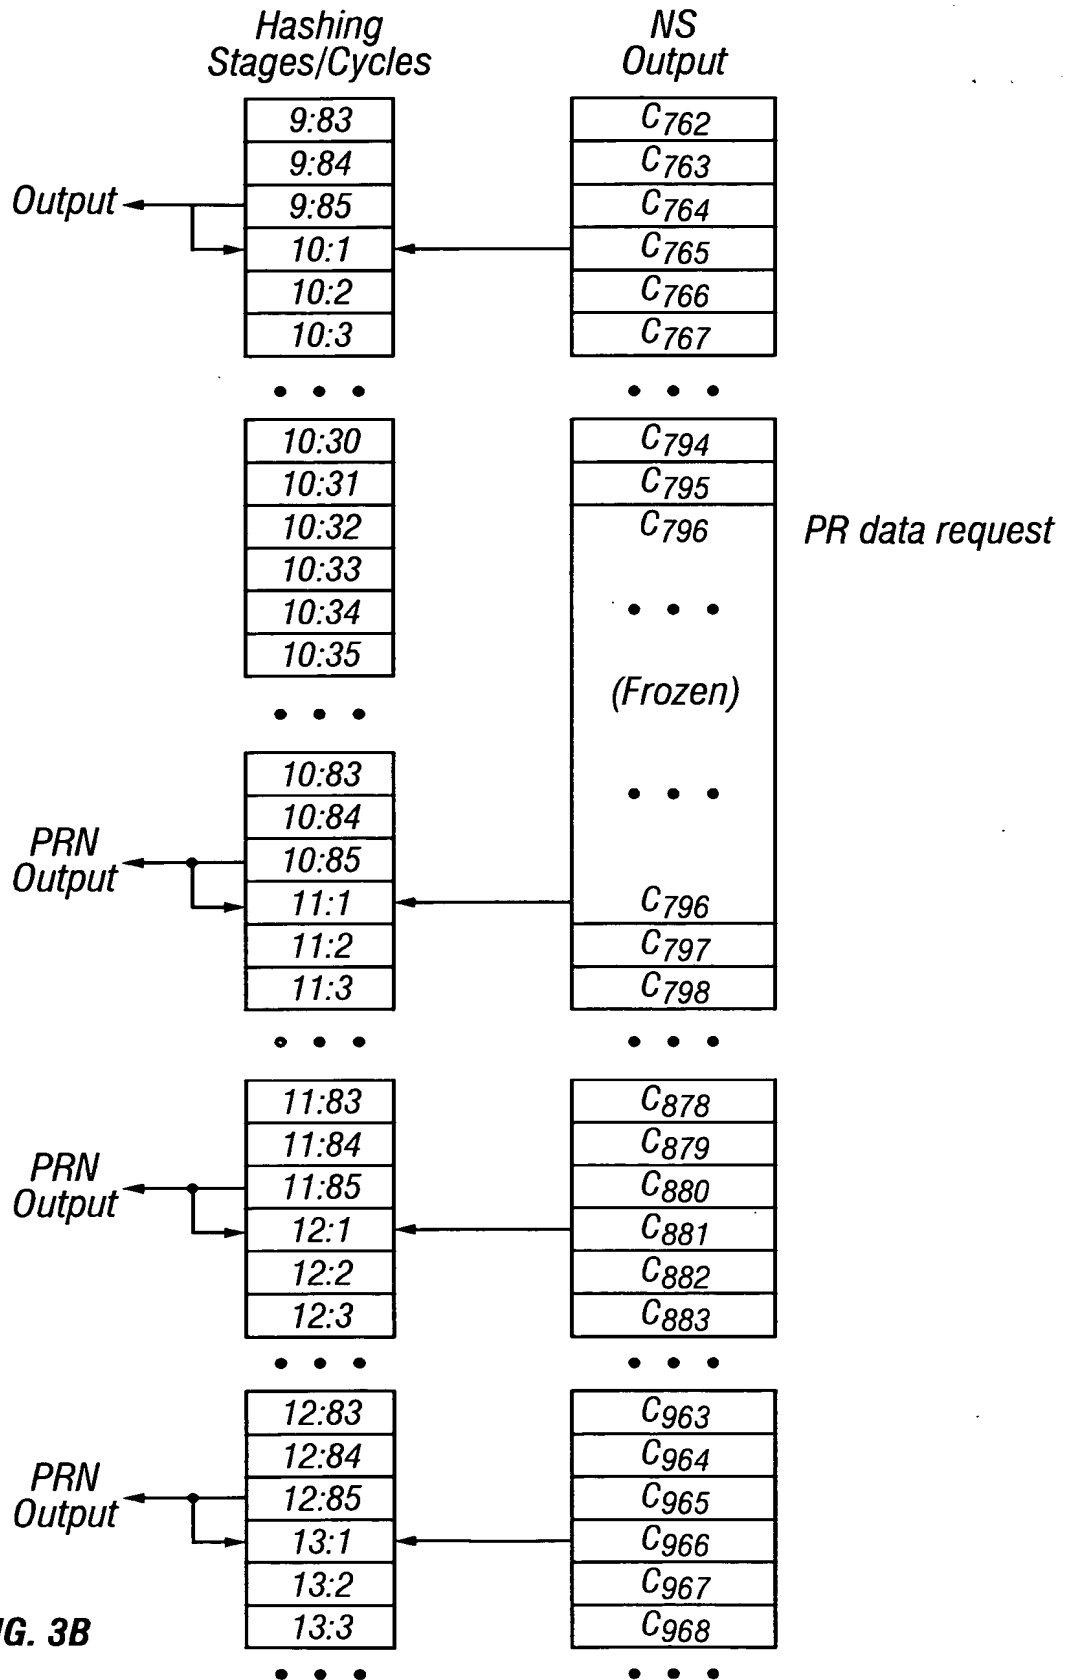 Hashing
Stages/Cycles
NS
Output
9:83 C762
9:84 C763
Output 9:85 C764
10:1 C765
10:2 C766
10:3 C767
• • • • • •
10:30 C794
10:31 C795
10:32 C796 PR data request
10:33
10:34 • • •
10:35
(Frozen)
• • •
10:83
10:84 • • •
PRN
Output
10:85
11:1 C796
11:2 C797
11:3 C798
• • • • • •
11:83 C878
11:84 C879
PRN
Output
11:85 C880
12:1 C881
12:2 C882
12:3 C883
• • • • • •
12:83 C963
12:84 C964
PRN
Output
12:85 C965
13:1 C966
13:2 C967
13:3 C968
IG. 3B
• • • • • •